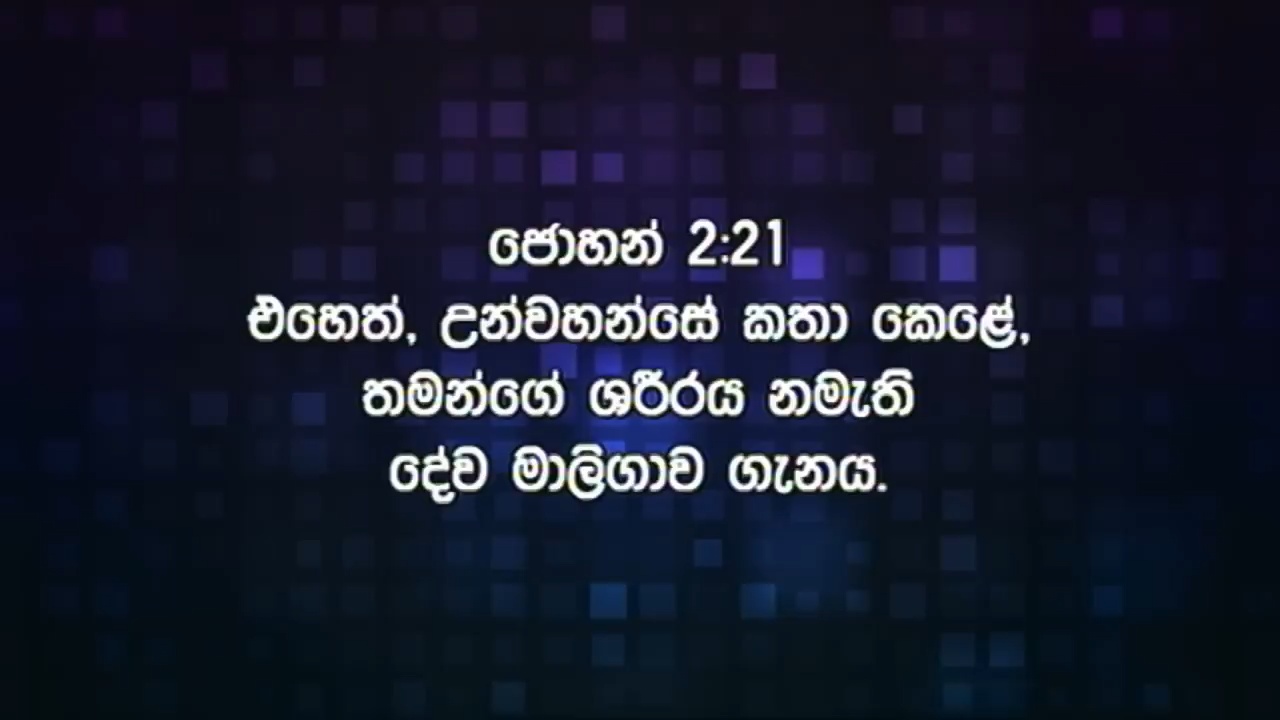 ජොහන් 2:21
එහෙත්, උන්වහන්සේ කතා කෙළේ,
තමන්ගේ ශරීරය නමැති
දේව මාලිගාව ගැනය.